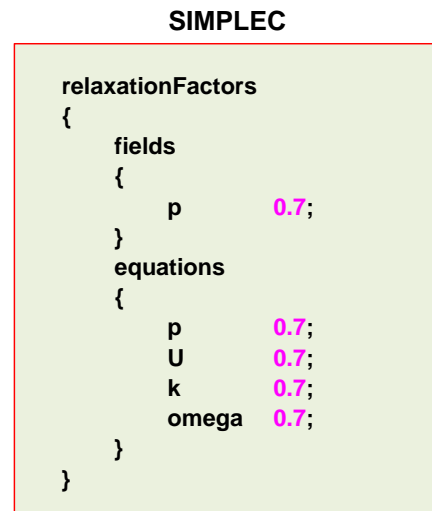 SIMPLEC
relaxationFactors
{
fields
{
p 0.7;
}
equations
{
p 0.7;
U 0.7;
k 0.7;
omega 0.7;
}
}